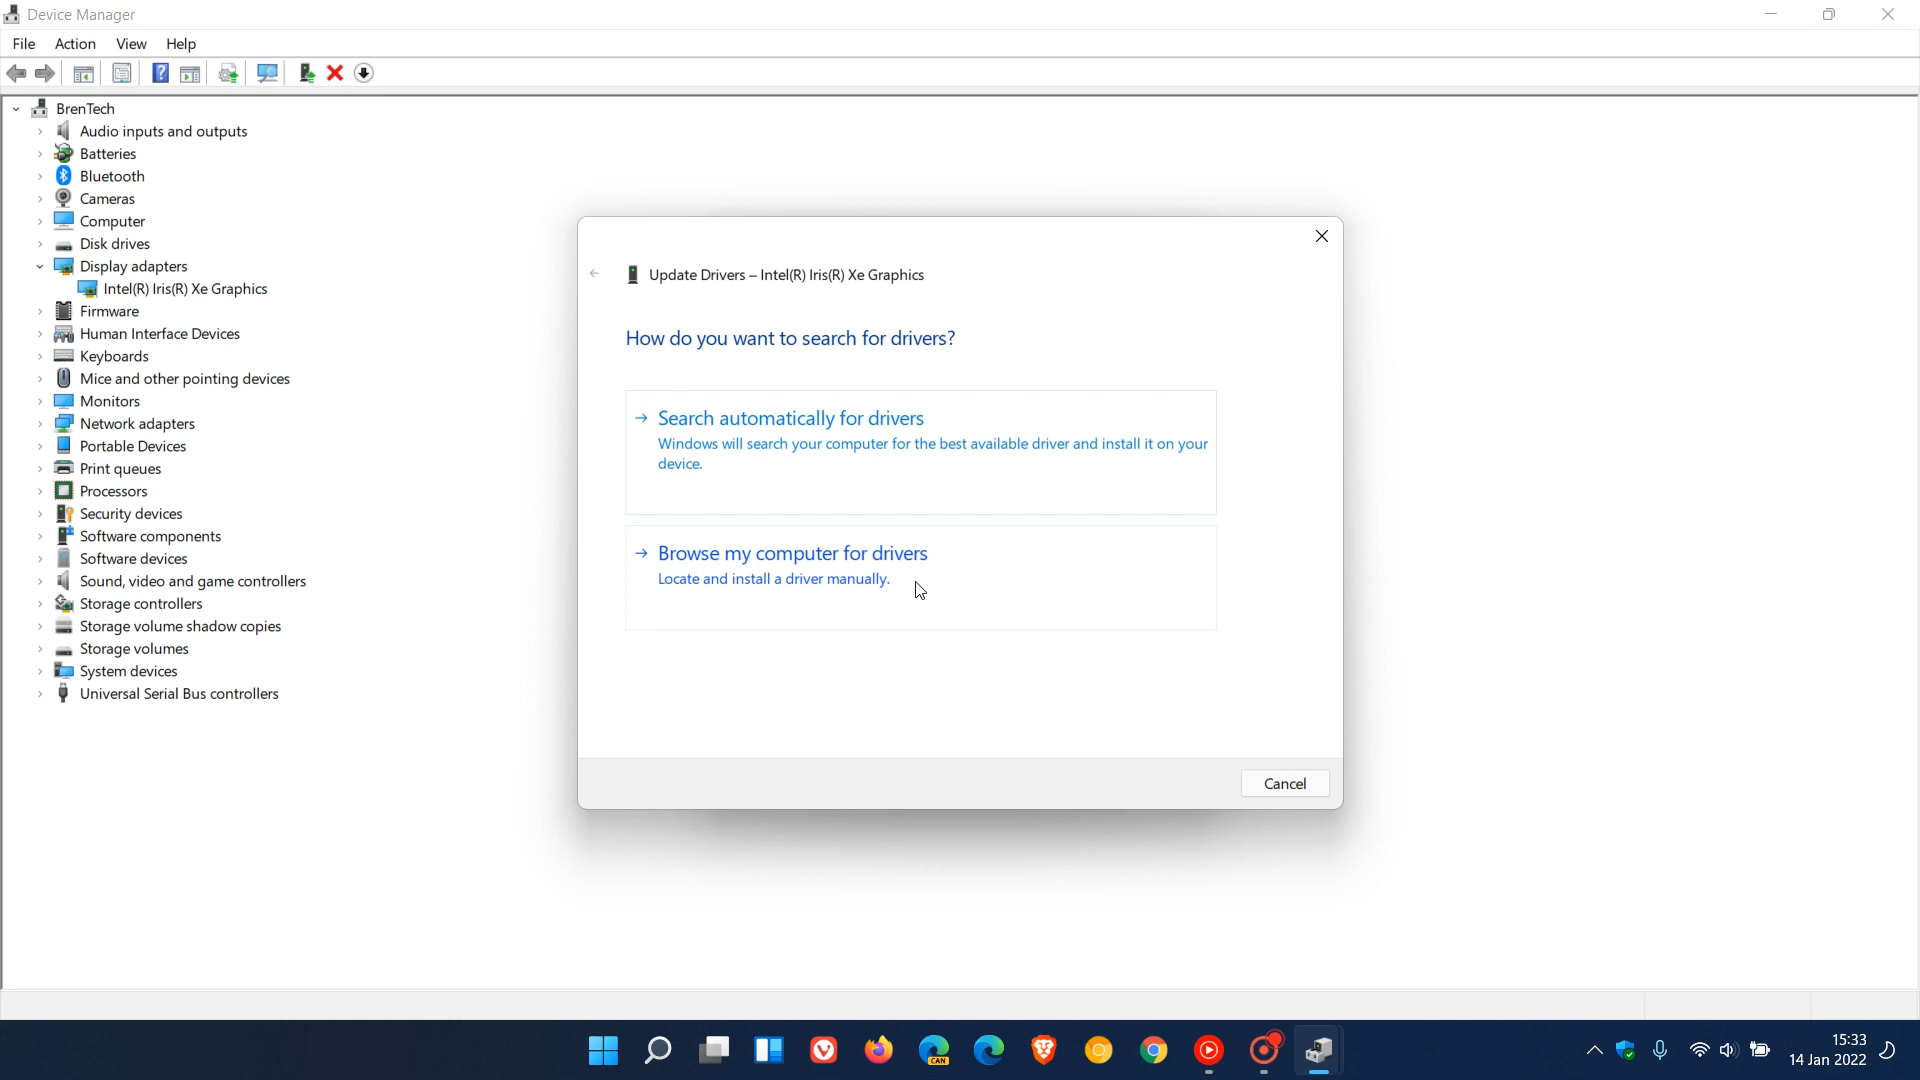 Device Manager
File Action View Help
BrenTech
Audio inputs and outputs
Batteries
Bluetooth
Cameras
Computer
Disk drives
Display adapters
Intel(R) Iris(R) Xe Graphics
Firmware
Human Interface Devices
Keyboards
Mice and other pointing devices
Monitors
Network adapters
Portable Devices
Print queues
Processors
Security devices
Software components
Software devices
Sound, video and game controllers
Storage controllers
Storage volume shadow copies
Storage volumes
System devices
Universal Serial Bus controllers
Update Drivers – Intel(R) Iris(R) Xe Graphics
How do you want to search for drivers?
Search automatically for drivers
Windows will search your computer for the best available driver and install it on your
device.
Browse my computer for drivers
Locate and install a driver manually.
Cancel
CAN
15:33
14 Jan 2022